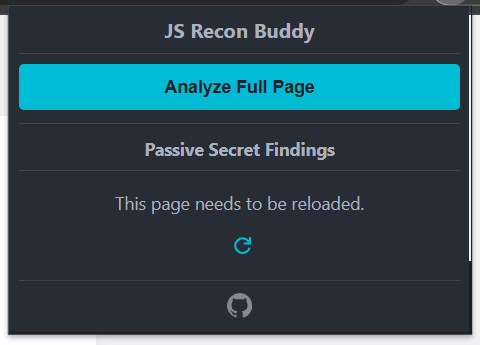 JS Recon Buddy
Analyze Full Page
Passive Secret Findings
This page needs to be reloaded.